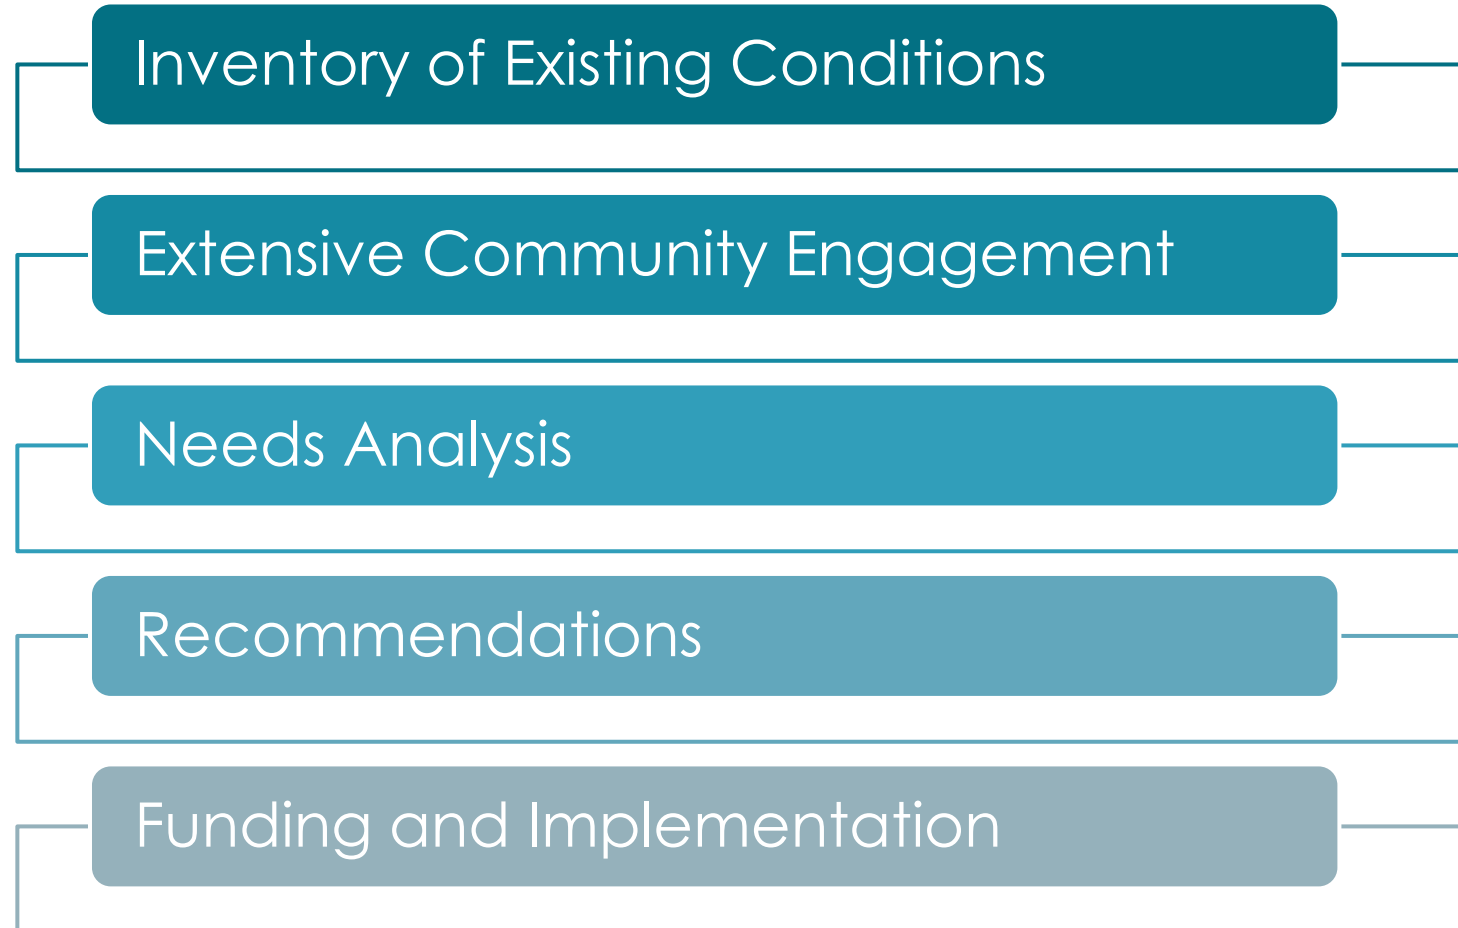 Inventory of Existing Conditions
Extensive Community Engagement
Needs Analysis
Recommendations
Funding and Implementation